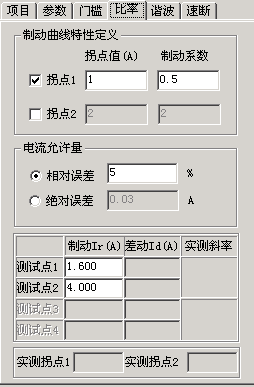 项目 参数 门槛 比率 谐波 速断
制动曲线特性定义
拐点值(A) 制动系数
拐点1 1 0.5
拐点2 2 2
电流允许量
相对误差 5 %
绝对误差 0.03 A
制动Ir(A) 差动Id(A) 实测斜率
测试点1 1.600
测试点2 4.000
测试点3
测试点4
实测拐点1 实测拐点2